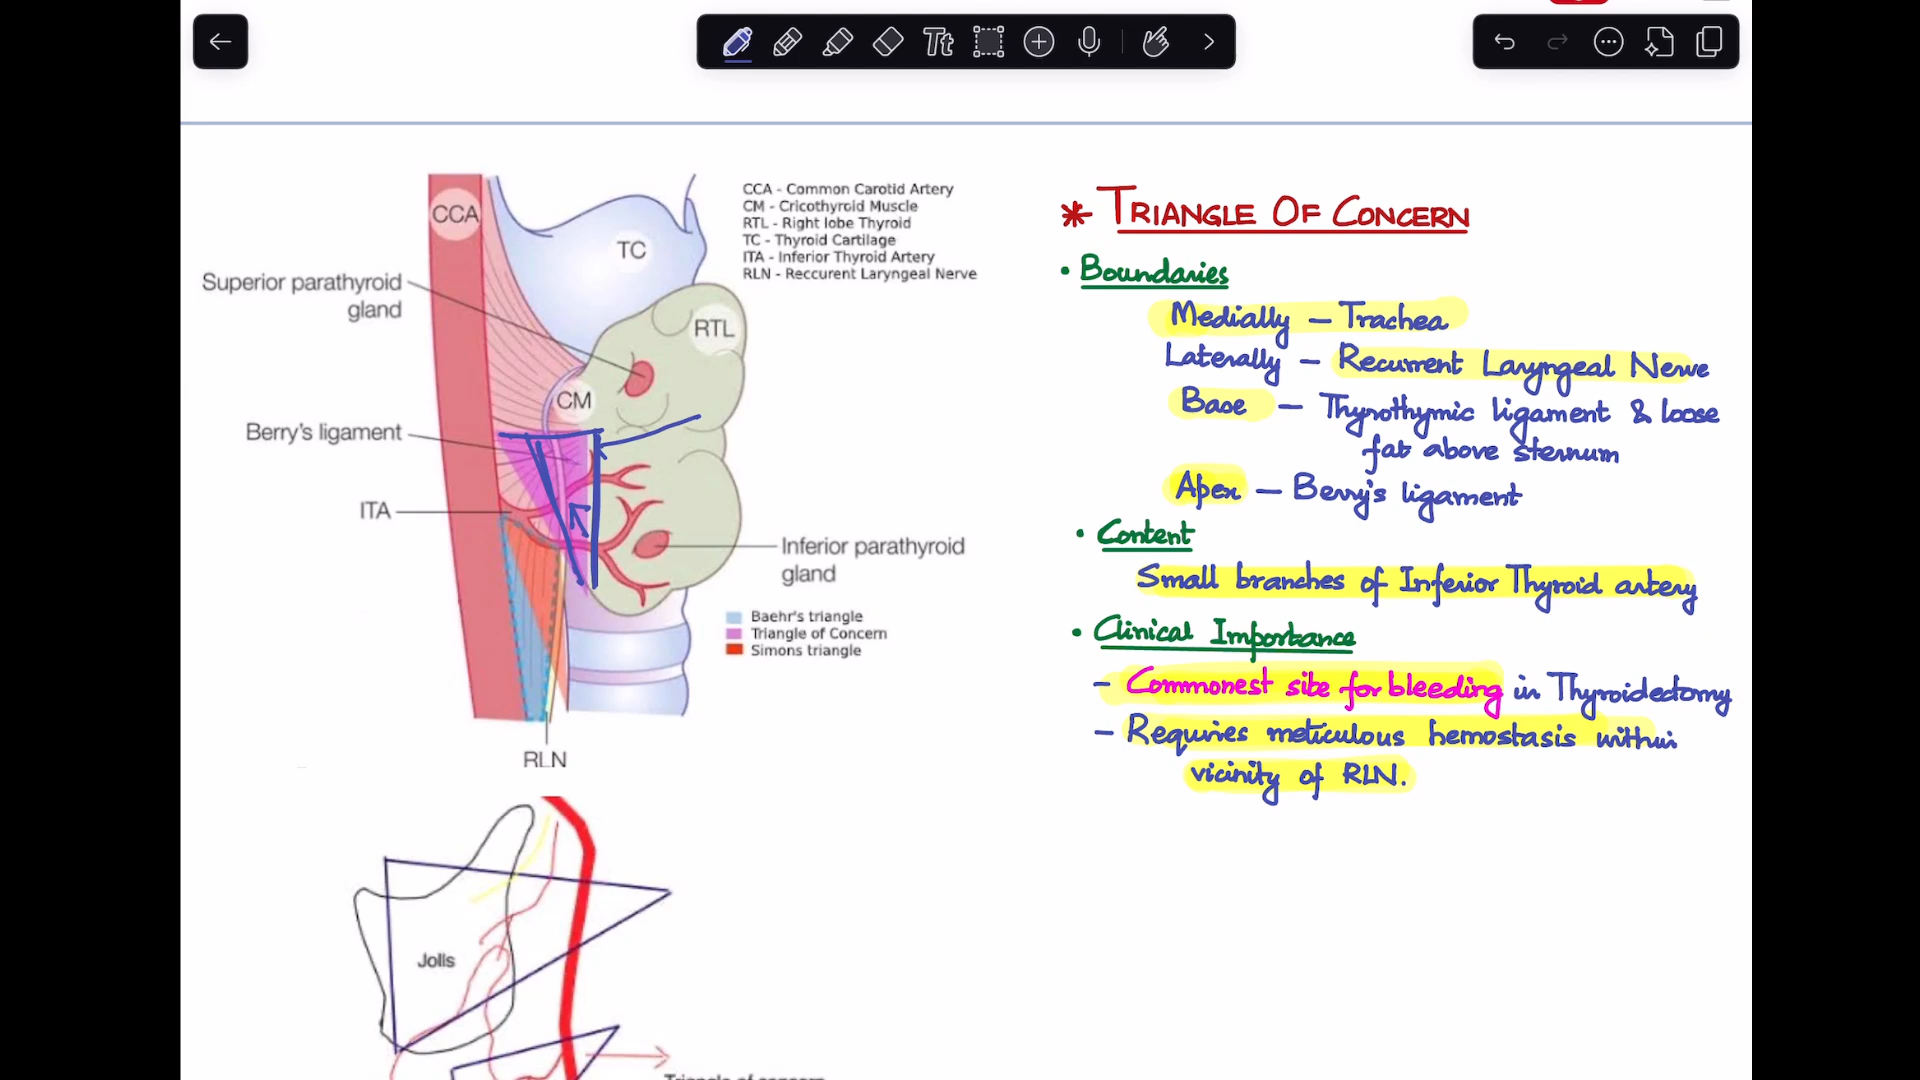 Tt
CCA
TC
CCA - Common Carotid Artery
CM - Cricothyroid Muscle
RTL - Right lobe Thyroid
TC - Thyroid Cartilage
ITA - Inferior Thyroid Artery
RLN - Reccurent Laryngeal Nerve
Superior parathyroid
gland
RTL
CM
Berry's ligament
ITA
Inferior parathyroid
gland
Baehr's triangle
Triangle of Concern
Simons triangle
RLN
Jolls
Triangle of concern
* TRIANGLE OF CONCERN
• Boundaries
Medially - Trachea
Laterally - Recurrent Laryngeal Nerve
Base - Thyrothymic ligament & loose
fat above sternum
Apex - Berry's ligament
• Content
Small branches of Inferior Thyroid artery
• Clinical Importance
- Commonest site for bleeding in Thyroidectomy
- Requires meticulous hemostasis within
vicinity of RLN.